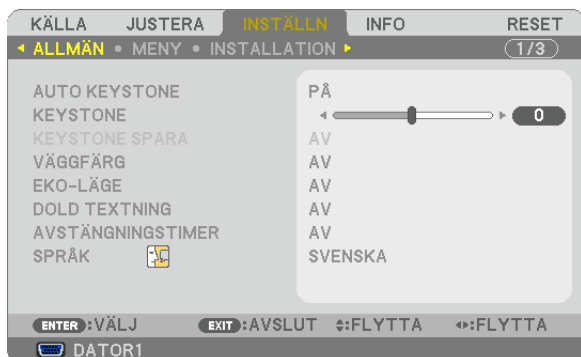 KÄLLA JUSTERA INSTÄLLN INFO RESET
ALLMÄN • MENY • INSTALLATION 1/3
AUTO KEYSTONE PÅ
KEYSTONE 0
KEYSTONE SPARA AV
VÄGGFÄRG AV
EKO-LÄGE AV
DOLD TEXTNING AV
AVSTÄNGNINGSTIMER AV
SPRÅK SVENSKA
ENTER:VÄLJ EXIT:AVSLUT :FLYTTA :FLYTTA
DATOR1